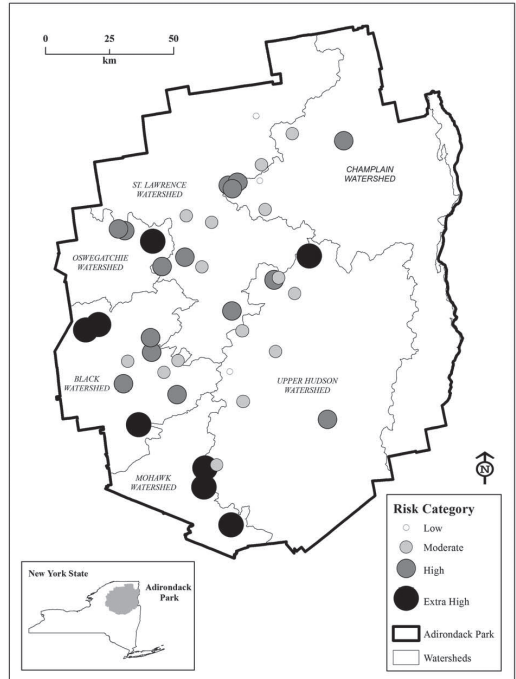 0 25 50
km
CHAMPLAIN
WATERSHED
ST. LAWRENCE
WATERSHED
OSWEGATCHIE
WATERSHED
BLACK
WATERSHED
UPPER HUDSON
WATERSHED
MOHAWK
WATERSHED
N
Risk Category
Low
Moderate
High
Extra High
Adirondack Park
Watersheds
New York State
Adirondack
Park